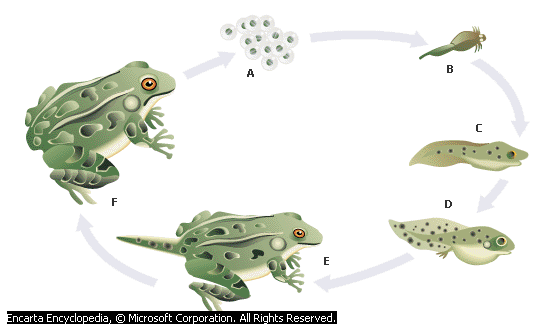 A
B
C
D
E
F
Encarta Encyclopedia, © Microsoft Corporation. All Rights Reserved.